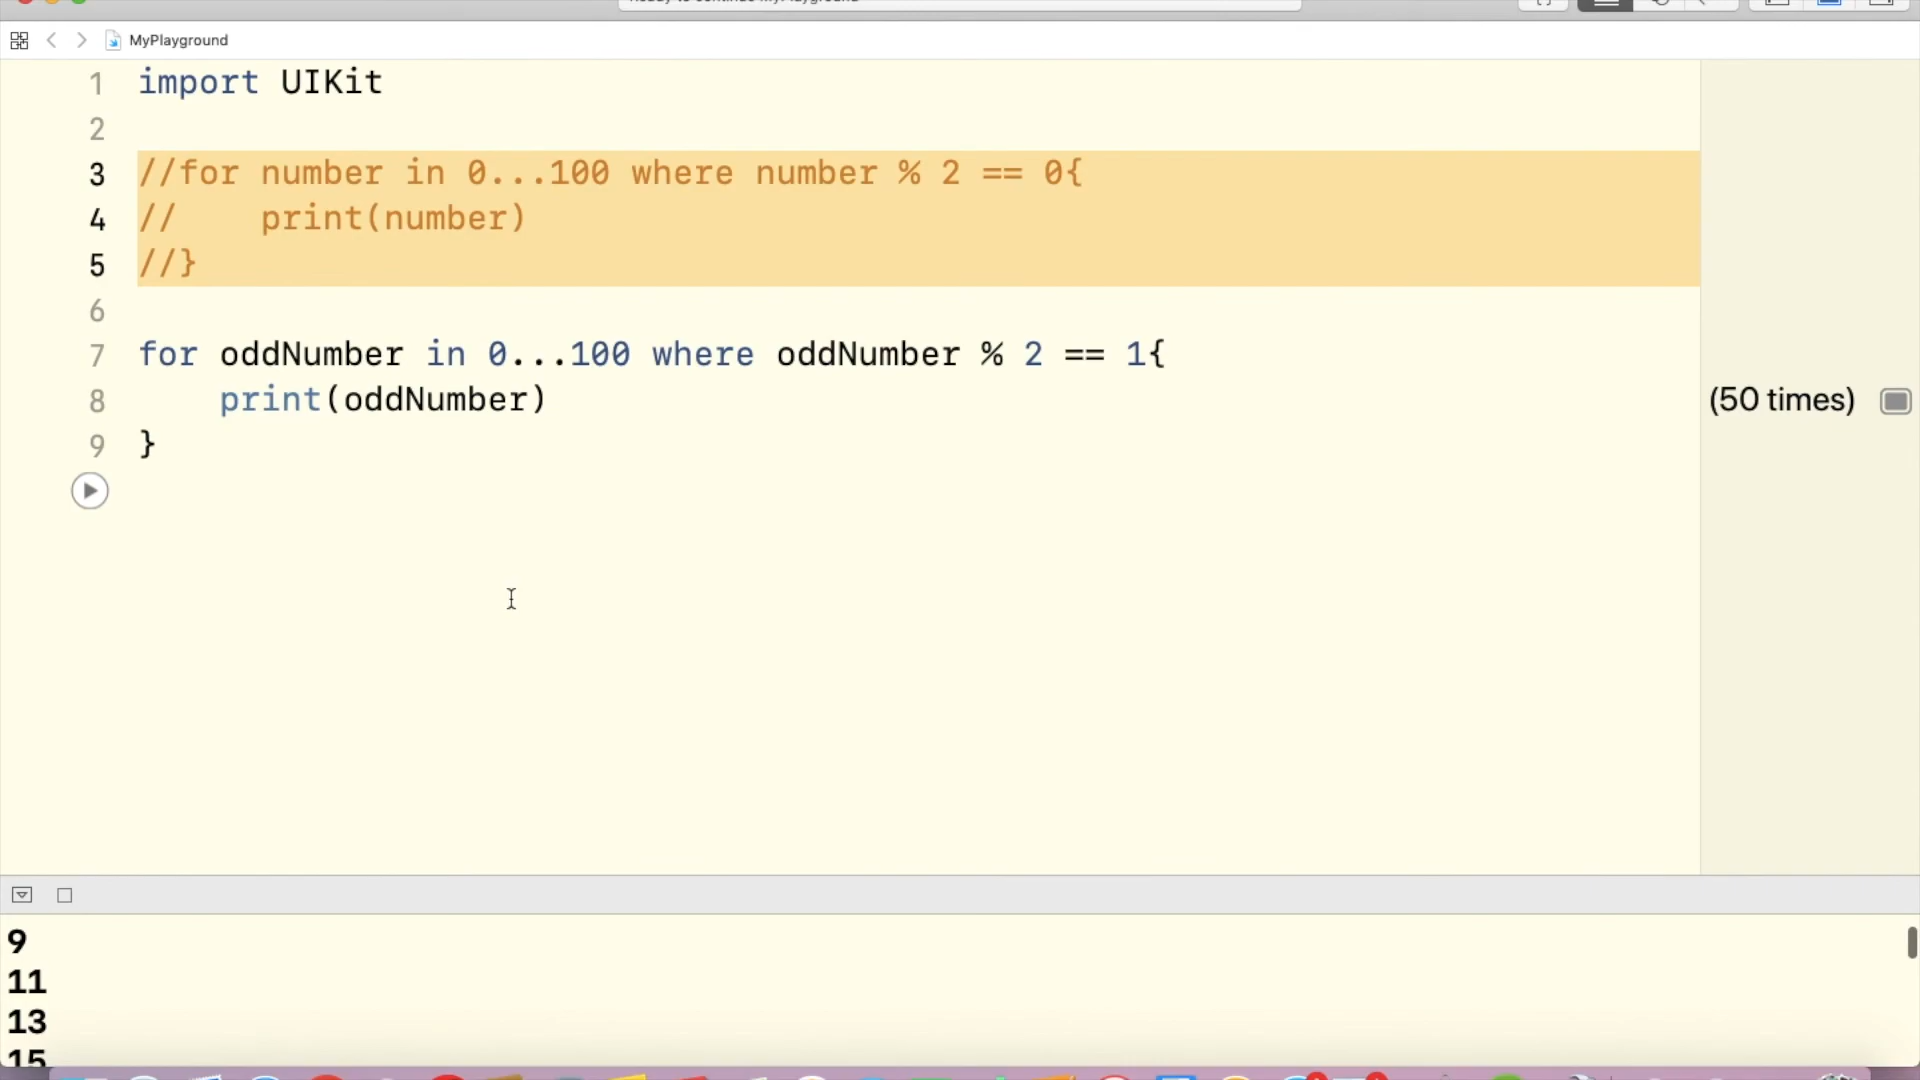 MyPlayground
1 import UIKit
2
3 //for number in 0...100 where number % 2 == 0{
4 //    print(number)
5 //}
6
7 for oddNumber in 0...100 where oddNumber % 2 == 1{
8     print(oddNumber) (50 times)
9 }
9
11
13
15